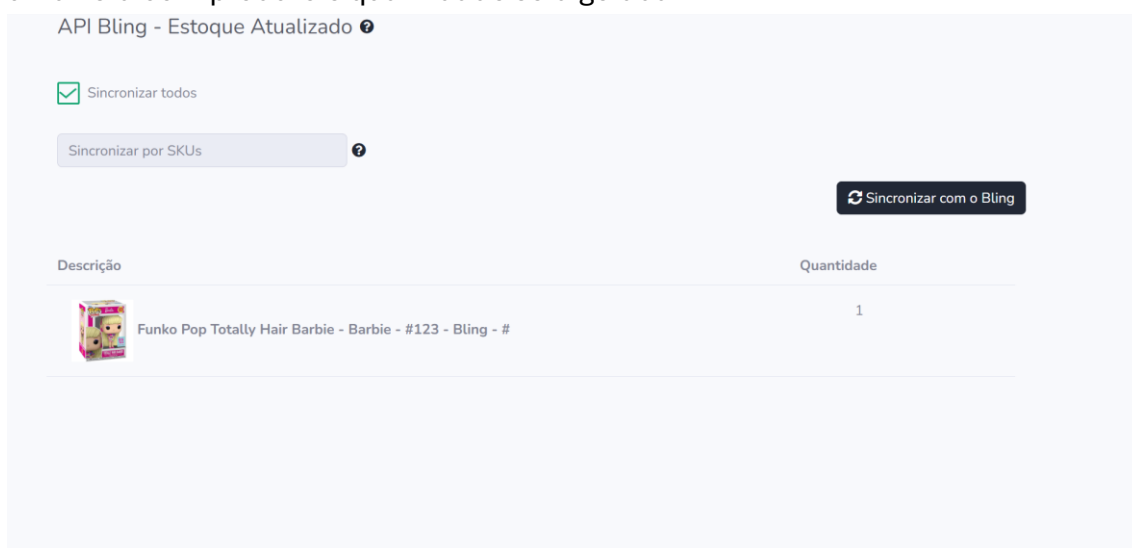 API Bling - Estoque Atualizado
Sincronizar todos
Sincronizar por SKUs
Sincronizar com o Bling
Descrição Quantidade
Funko Pop Totally Hair Barbie - Barbie - #123 - Bling - # 1